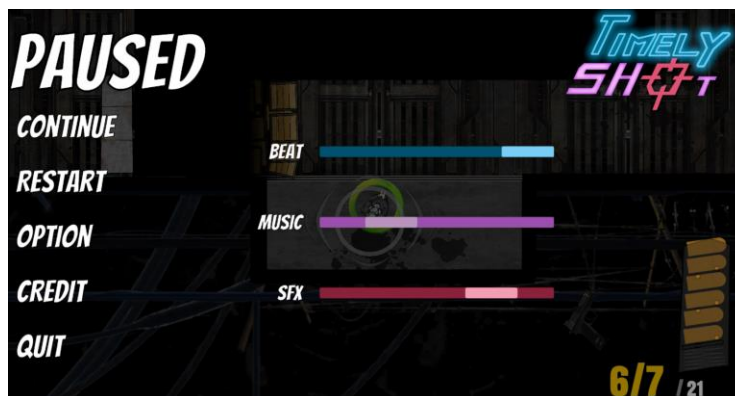 PAUSED
TIMELY
SHOT
CONTINUE
RESTART
OPTION
CREDIT
QUIT
BEAT
MUSIC
SFX
6/7 / 21